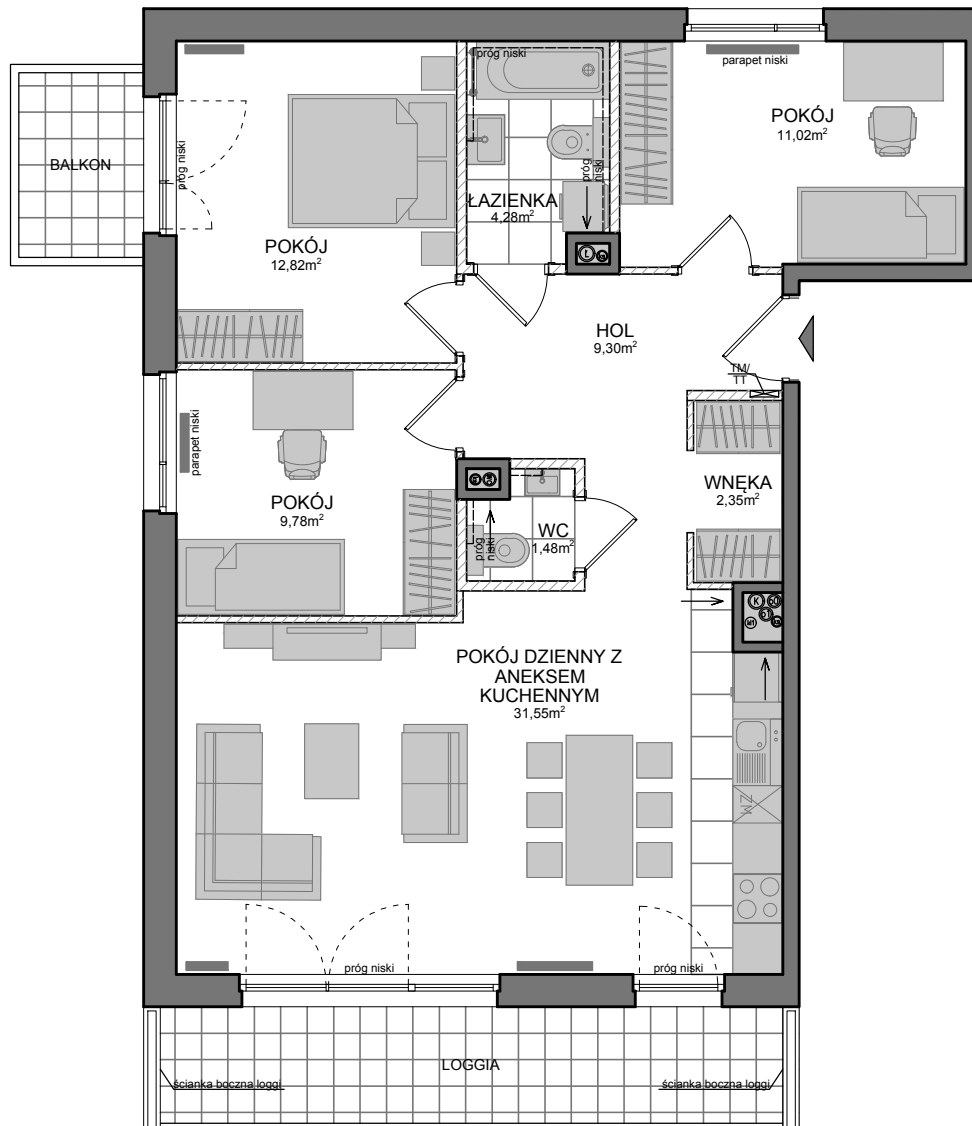 próg niski
parapet niski
POKÓJ
11,02m²
BALKON
próg niski
próg
niski
ŁAZIENKA
4,28m²
POKÓJ
12,82m²
Ł
HOL
9,30m²
TM/
TT
parapet niski
POKÓJ
9,78m²
WNĘKA
2,35m²
WC
1,48m²
próg
niski
K
POKÓJ DZIENNY Z
ANEKSEM
KUCHENNYM
31,55m²
ZM
próg niski
próg niski
LOGGIA
ścianka boczna loggi
ścianka boczna loggi